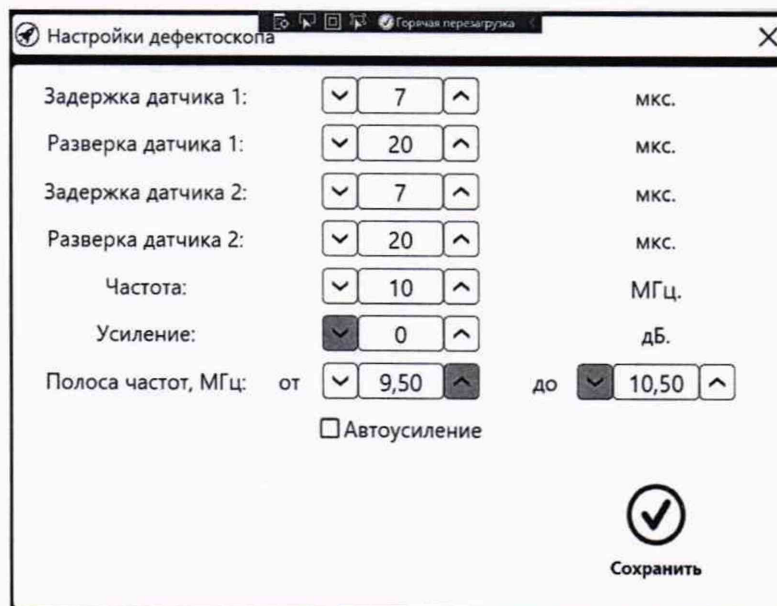 Горячая перезагрузка
Настройки дефектоскопа
Задержка датчика 1: 7 мкс.
Разверка датчика 1: 20 мкс.
Задержка датчика 2: 7 мкс.
Разверка датчика 2: 20 мкс.
Частота: 10 МГц.
Усиление: 0 дБ.
Полоса частот, МГц: от 9,50 до 10,50
Автоусиление
Сохранить